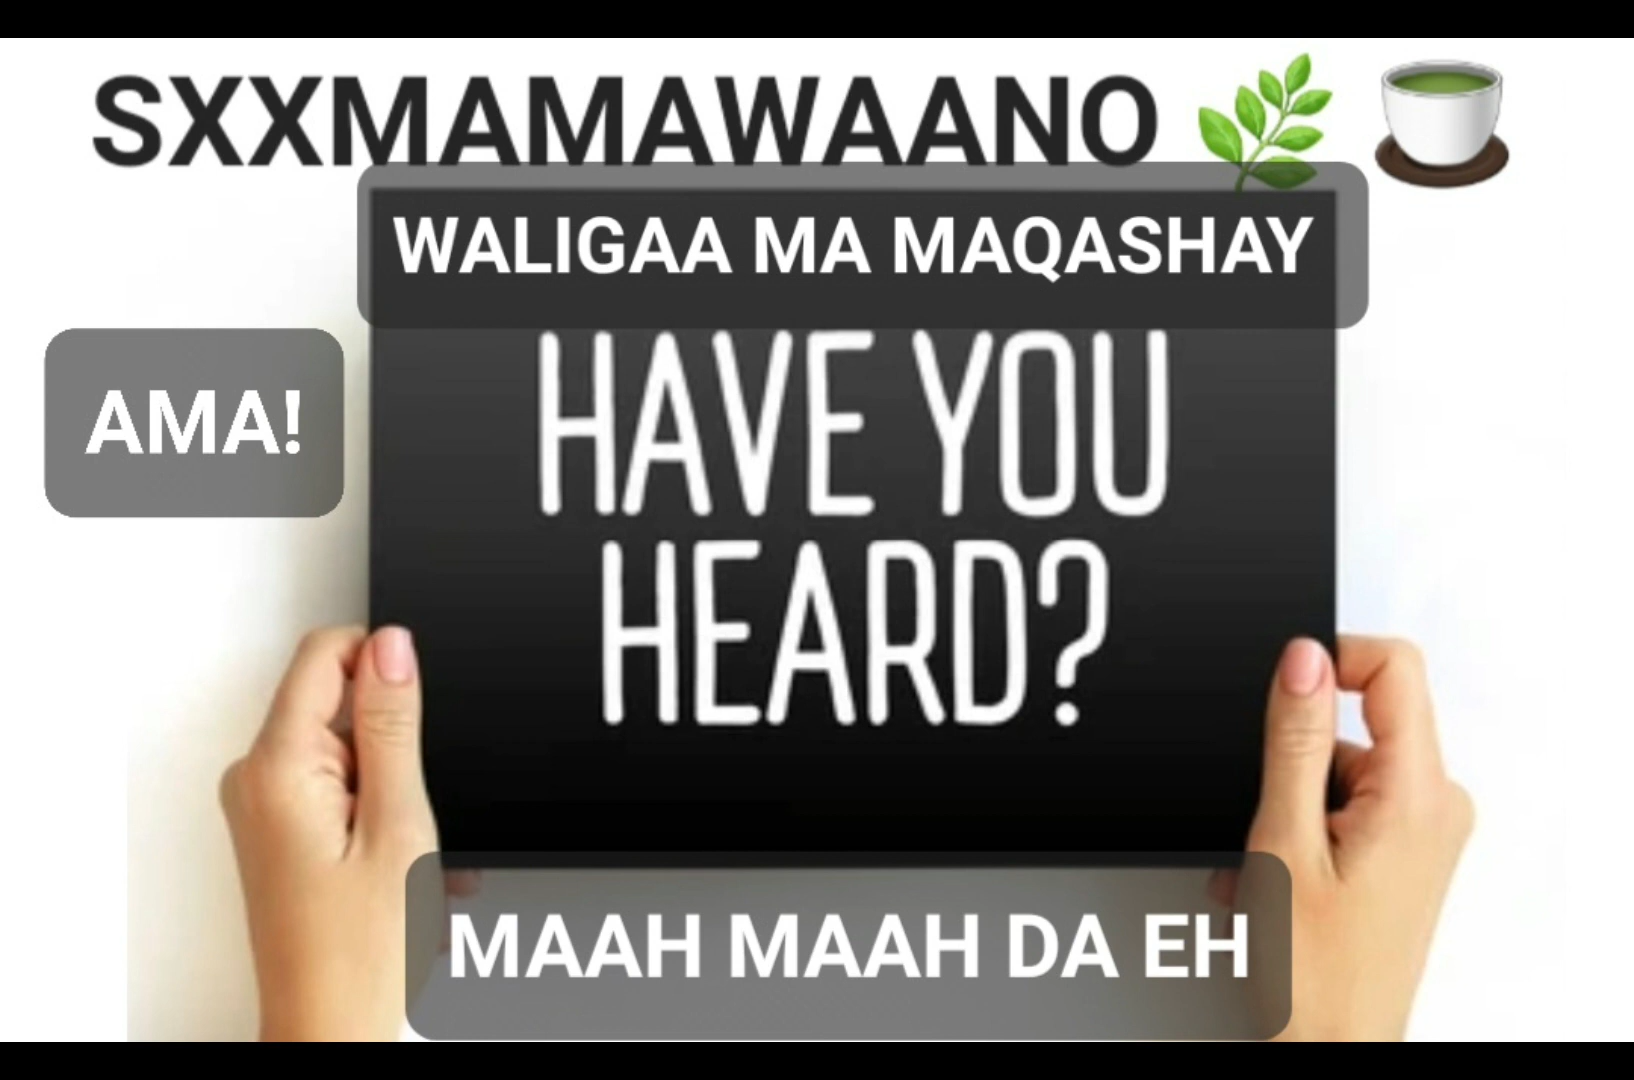 SXXMAMAWAANO 🌿 🍵
WALIGAA MA MAQASHAY
AMA!
HAVE YOU
HEARD?
MAAH MAAH DA EH